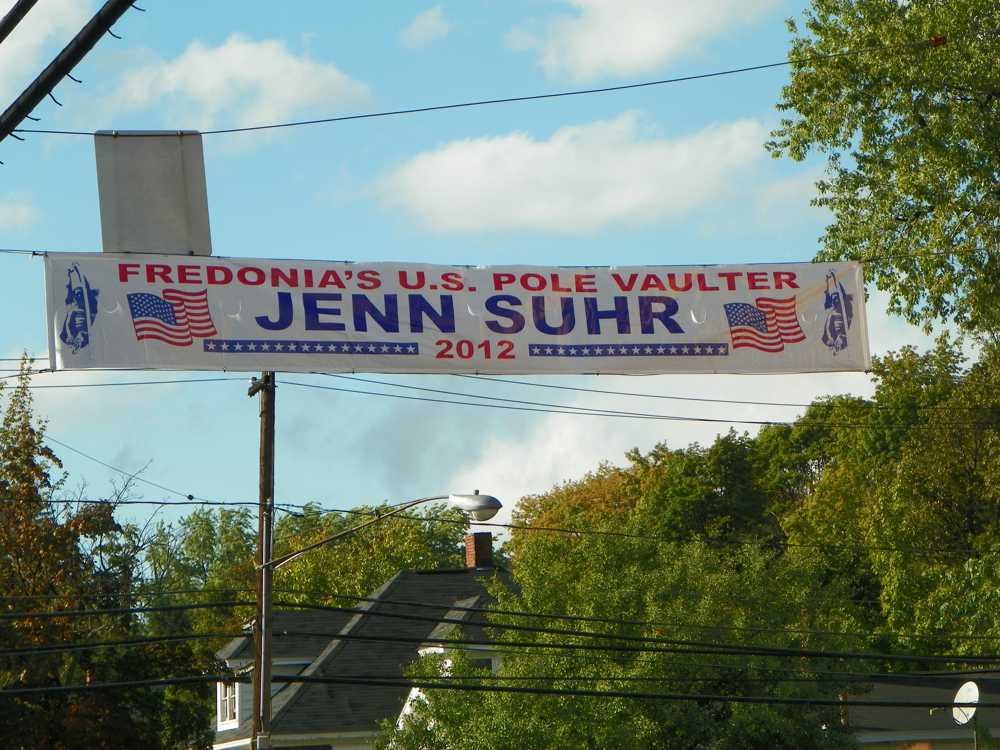 FREDONIA'S U.S. POLE VAULTER
JENN SUHR
2012